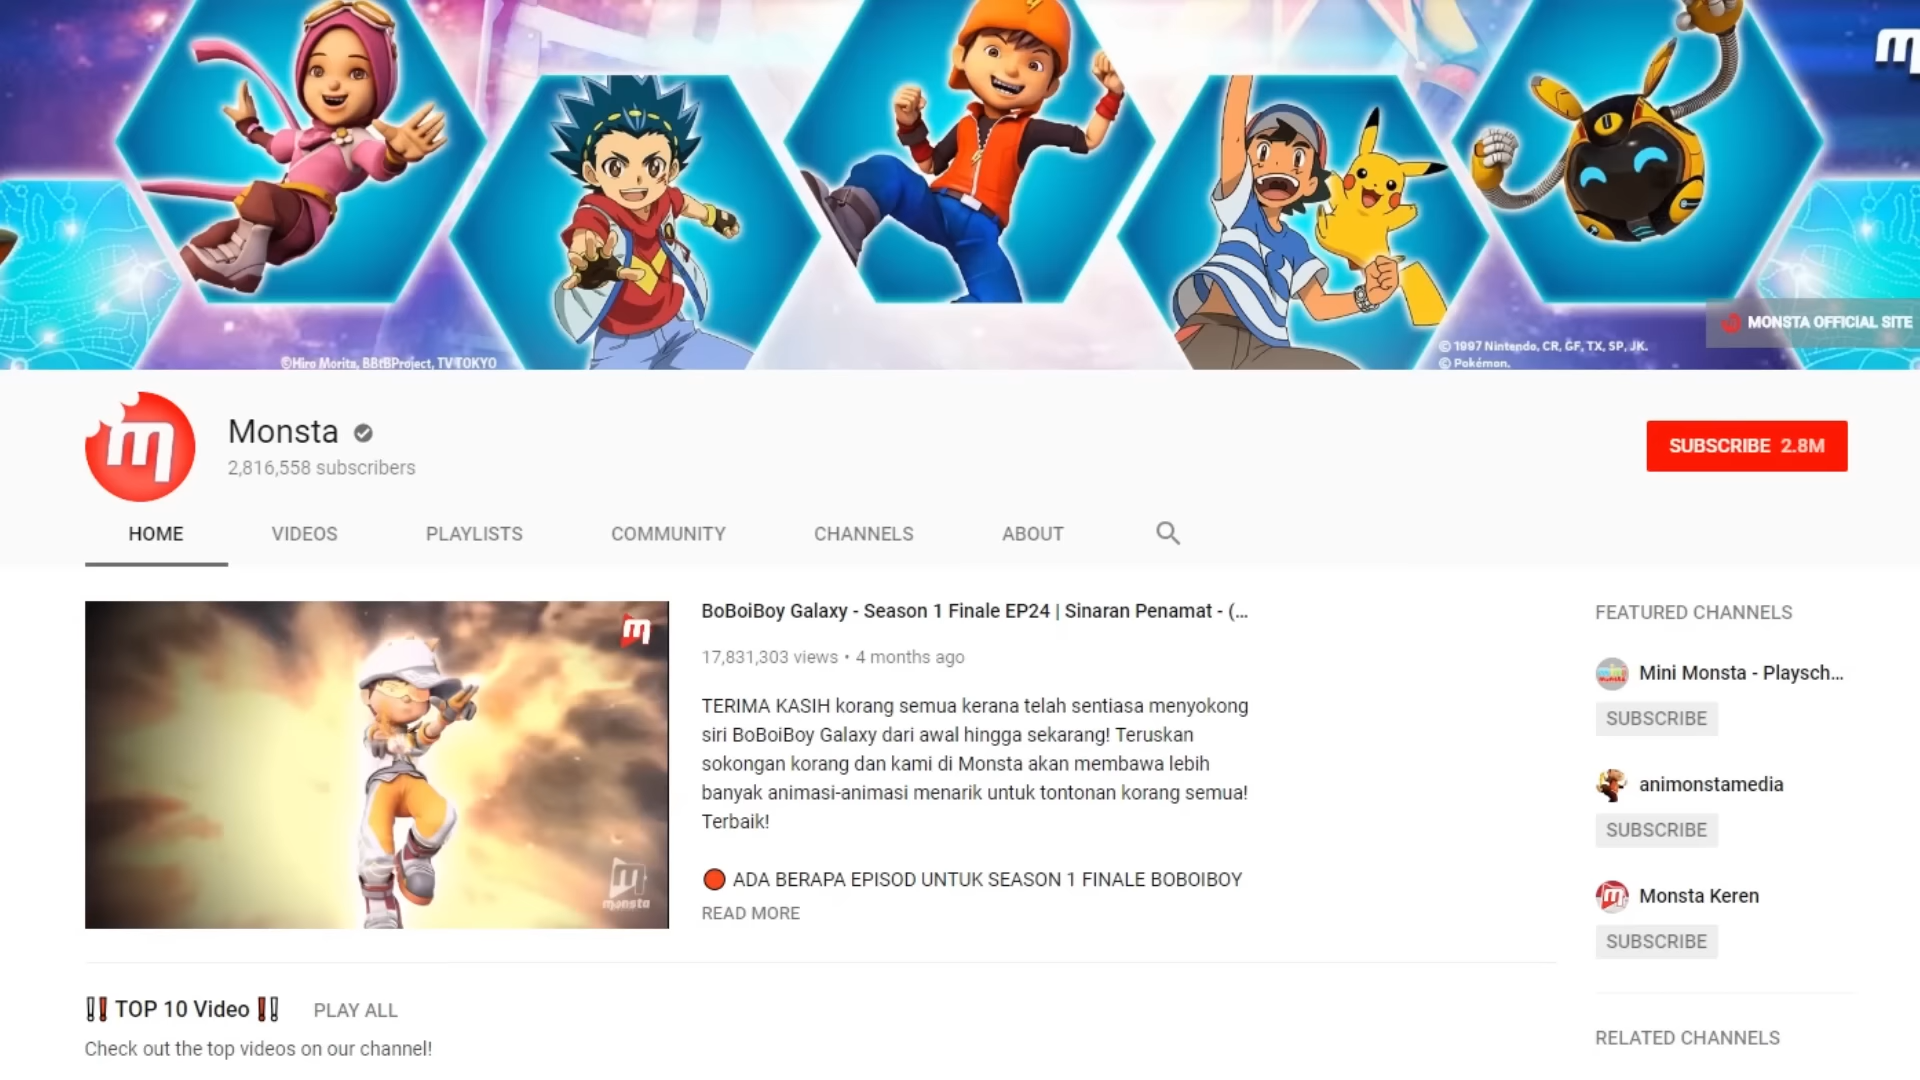 MONSTA OFFICIAL SITE
©Hiro Morita, BBtBProject, TV TOKYO
© 1997 Nintendo, CR, GF, TX, SP, JK.
© Pokémon.
Monsta
2,816,558 subscribers
SUBSCRIBE 2.8M
HOME VIDEOS PLAYLISTS COMMUNITY CHANNELS ABOUT
BoBoiBoy Galaxy - Season 1 Finale EP24 | Sinaran Penamat - (...
17,831,303 views • 4 months ago
TERIMA KASIH korang semua kerana telah sentiasa menyokong
siri BoBoiBoy Galaxy dari awal hingga sekarang! Teruskan
sokongan korang dan kami di Monsta akan membawa lebih
banyak animasi-animasi menarik untuk tontonan korang semua!
Terbaik!
🔴 ADA BERAPA EPISOD UNTUK SEASON 1 FINALE BOBOIBOY
READ MORE
monsta
FEATURED CHANNELS
Mini Monsta - Playsch...
SUBSCRIBE
animonstamedia
SUBSCRIBE
Monsta Keren
SUBSCRIBE
RELATED CHANNELS
‼️ TOP 10 Video ‼️ PLAY ALL
Check out the top videos on our channel!